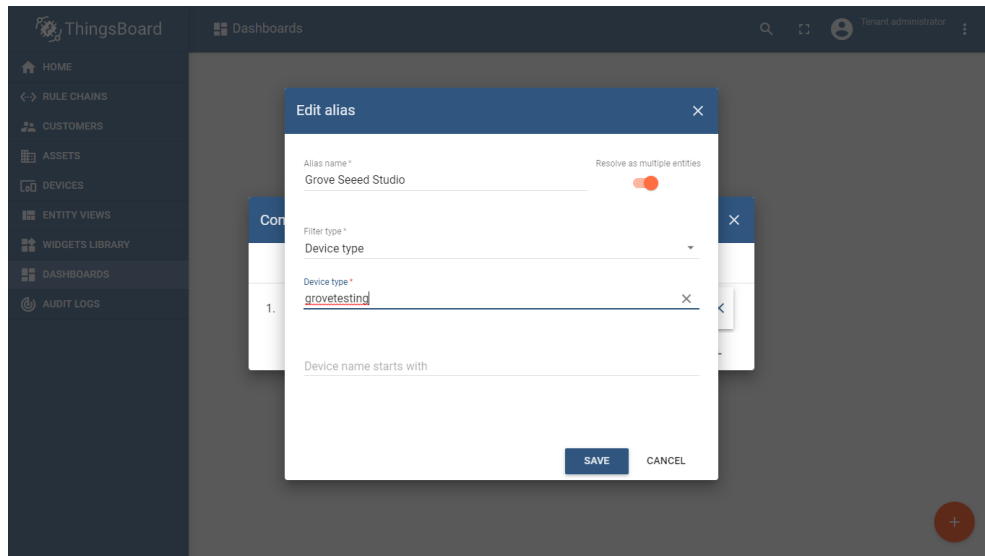 ThingsBoard
Dashboards
Tenant administrator
HOME
RULE CHAINS
CUSTOMERS
ASSETS
DEVICES
ENTITY VIEWS
WIDGETS LIBRARY
DASHBOARDS
AUDIT LOGS
Con
1.
Edit alias
Alias name *
Resolve as multiple entities
Grove Seeed Studio
Filter type *
Device type
Device type *
grovetesting
Device name starts with
SAVE CANCEL